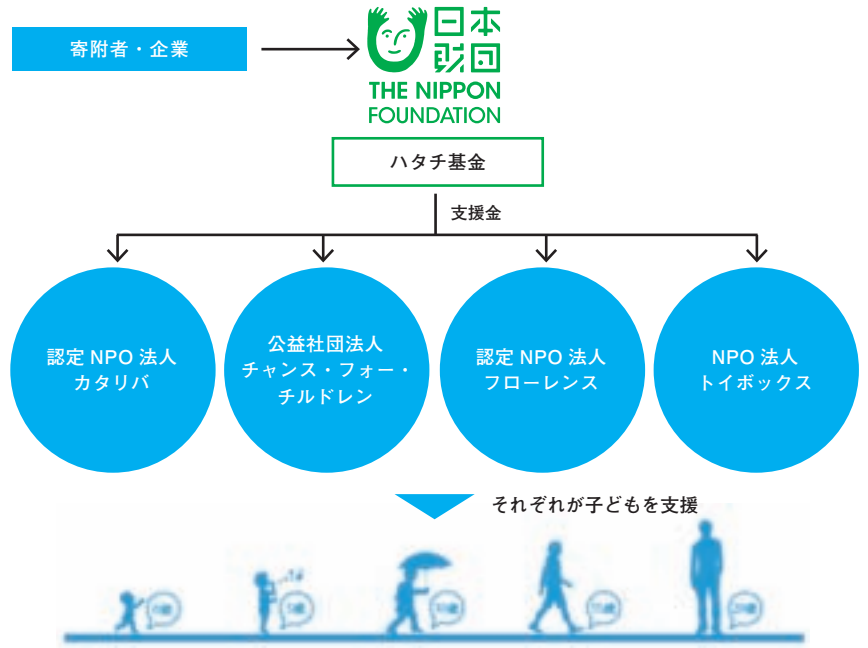 寄附者・企業
日本
財団
THE NIPPON
FOUNDATION
ハタチ基金
支援金
認定 NPO 法人
カタリバ
公益社団法人
チャンス・フォー・
チルドレン
認定 NPO 法人
フローレンス
NPO 法人
トイボックス
それぞれが子どもを支援